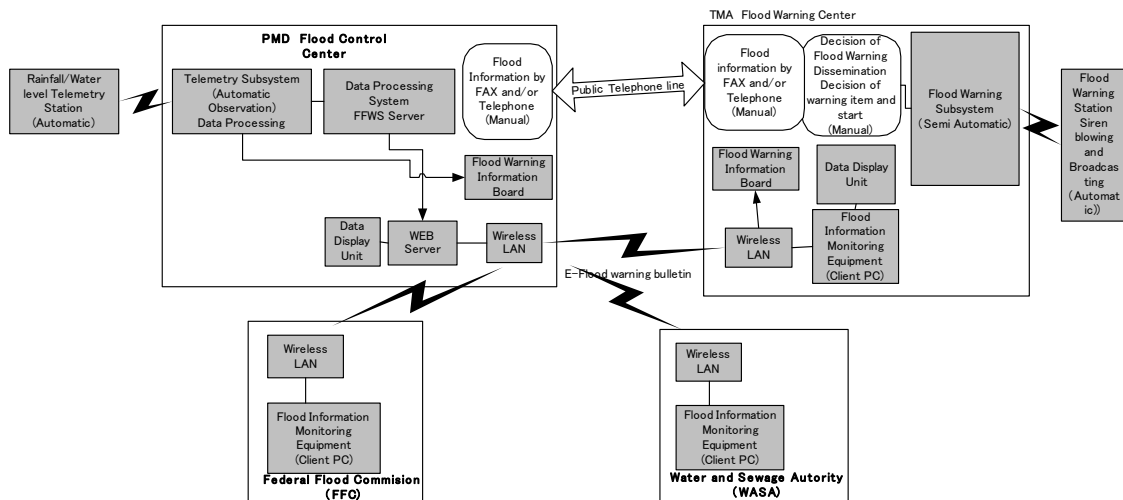 PMD Flood Control
Center
TMA Flood Warning Center
Rainfall/Water
level Telemetry
Station
(Automatic)
Telemetry Subsystem
(Automatic
Observation)
Data Processing
Data Processing
System
FFWS Server
Flood
Information by
FAX and/or
Telephone
(Manual)
Public Telephone line
Flood
information by
FAX and/or
Telephone
(Manual)
Decision of
Flood Warning
Dissemination
Decision of
warning item and
start
(Manual)
Flood Warning
Subsystem
(Semi Automatic)
Flood
Warning
Station
Siren
blowing
and
Broadcas
ting
(Automat
ic))
Flood Warning
Information
Board
Data
Display
Unit
WEB
Server
Wireless
LAN
Flood Warning
Information
Board
Data Display
Unit
Wireless
LAN
Flood
Information
Monitoring
Equipment
(Client PC)
E-Flood warning bulletin
Wireless
LAN
Flood Information
Monitoring
Equipment
(Client PC)
Federal Flood Commision
(FFC)
Wireless
LAN
Flood Information
Monitoring
Equipment
(Client PC)
Water and Sewage Autority
(WASA)